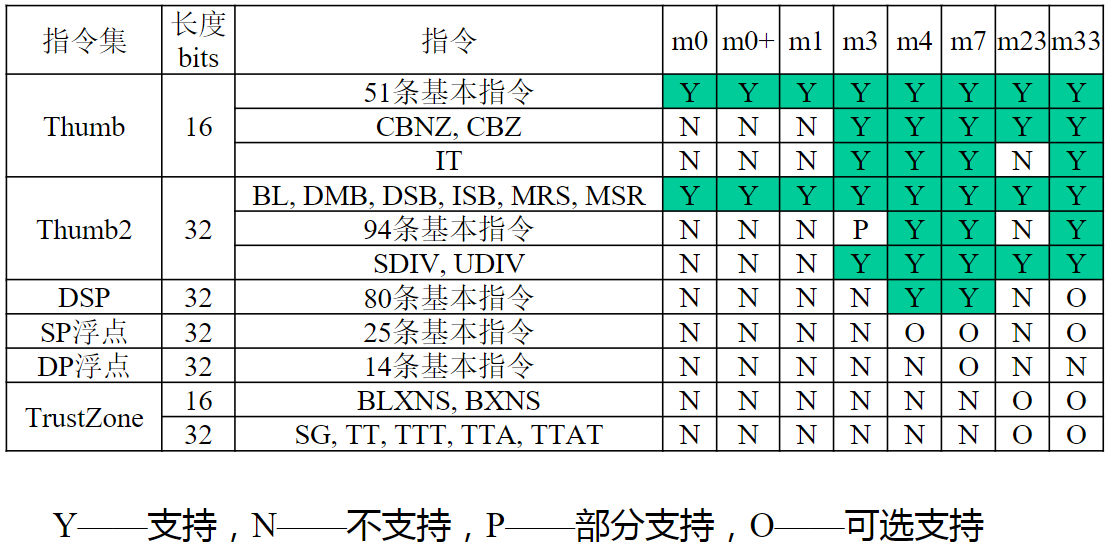 指令集 长度 bits 指令 m0 m0+ m1 m3 m4 m7 m23 m33
Thumb 16 51条基本指令 Y Y Y Y Y Y Y Y
CBNZ, CBZ N N N Y Y Y Y Y
IT N N N Y Y Y N Y
Thumb2 32 BL, DMB, DSB, ISB, MRS, MSR Y Y Y Y Y Y Y Y
94条基本指令 N N N P Y Y N Y
SDIV, UDIV N N N Y Y Y Y Y
DSP 32 80条基本指令 N N N N Y Y N O
SP浮点 32 25条基本指令 N N N N O O N O
DP浮点 32 14条基本指令 N N N N N O N N
TrustZone 16 BLXNS, BXNS N N N N N N O O
32 SG, TT, TTT, TTA, TTAT N N N N N N O O
Y——支持，N——不支持，P——部分支持，O——可选支持